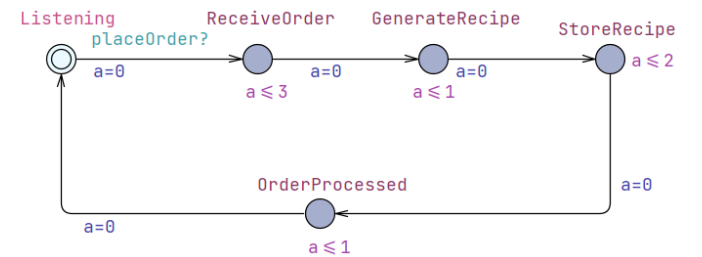 Listening
ReceiveOrder
GenerateRecipe
StoreRecipe
placeOrder?
a=0
a=0
a=0
a⩽2
a⩽3
a⩽1
OrderProcessed
a=0
a=0
a⩽1